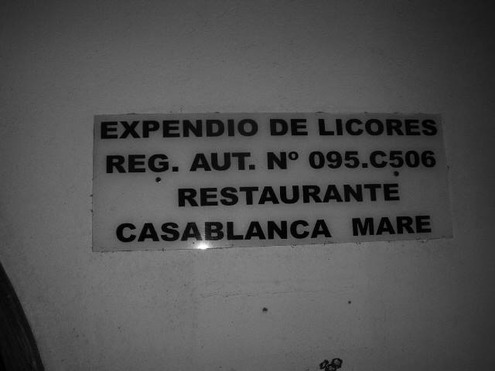 EXPENDIO DE LICORES
REG. AUT. Nº 095.C506
RESTAURANTE
CASABLANCA MARE